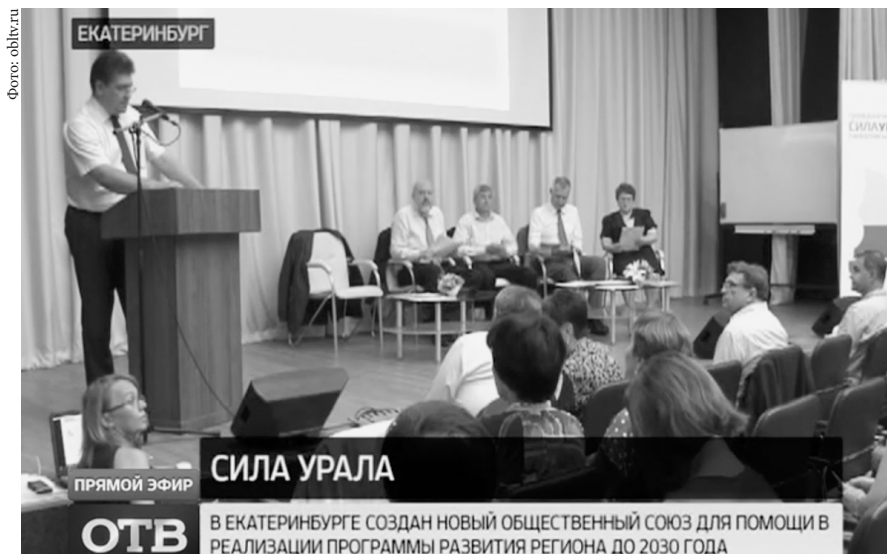 Фото: obltv.ru
ЕКАТЕРИНБУРГ
СИЛАУ
ПРЯМОЙ ЭФИР
СИЛА УРАЛА
ОТВ
В ЕКАТЕРИНБУРГЕ СОЗДАН НОВЫЙ ОБЩЕСТВЕННЫЙ СОЮЗ ДЛЯ ПОМОЩИ В
РЕАЛИЗАЦИИ ПРОГРАММЫ РАЗВИТИЯ РЕГИОНА ДО 2030 ГОДА